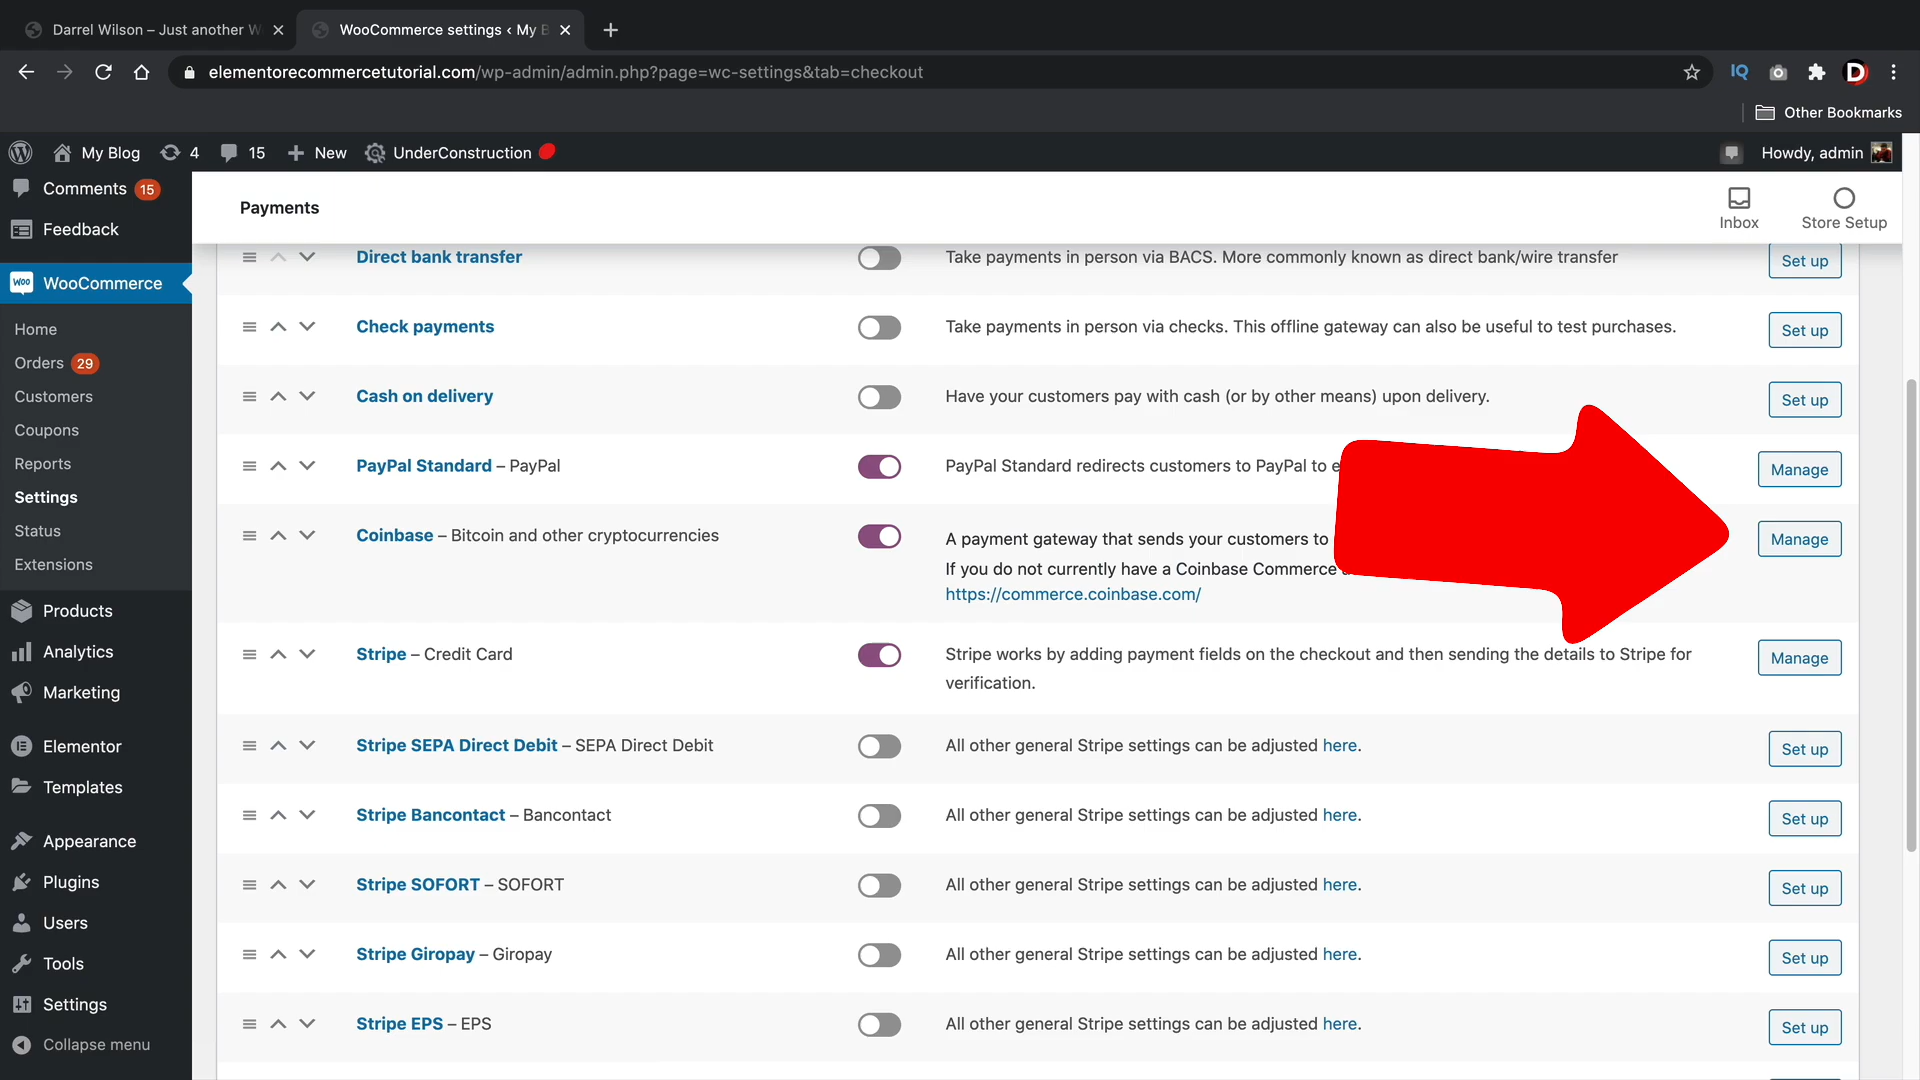 Darrel Wilson – Just another W
WooCommerce settings ‹ My B
elementorecommercetutorial.com/wp-admin/admin.php?page=wc-settings&tab=checkout
IQ
D
Other Bookmarks
My Blog 4 15 New UnderConstruction
Howdy, admin
Comments 15
Feedback
WooCommerce
Home
Orders 29
Customers
Coupons
Reports
Settings
Status
Extensions
Products
Analytics
Marketing
Elementor
Templates
Appearance
Plugins
Users
Tools
Settings
Collapse menu
Payments
Inbox
Store Setup
Direct bank transfer Take payments in person via BACS. More commonly known as direct bank/wire transfer Set up
Check payments Take payments in person via checks. This offline gateway can also be useful to test purchases. Set up
Cash on delivery Have your customers pay with cash (or by other means) upon delivery. Set up
PayPal Standard – PayPal PayPal Standard redirects customers to PayPal to Manage
Coinbase – Bitcoin and other cryptocurrencies A payment gateway that sends your customers to Manage
If you do not currently have a Coinbase Commerce
https://commerce.coinbase.com/
Stripe – Credit Card Stripe works by adding payment fields on the checkout and then sending the details to Stripe for Manage
verification.
Stripe SEPA Direct Debit – SEPA Direct Debit All other general Stripe settings can be adjusted here. Set up
Stripe Bancontact – Bancontact All other general Stripe settings can be adjusted here. Set up
Stripe SOFORT – SOFORT All other general Stripe settings can be adjusted here. Set up
Stripe Giropay – Giropay All other general Stripe settings can be adjusted here. Set up
Stripe EPS – EPS All other general Stripe settings can be adjusted here. Set up